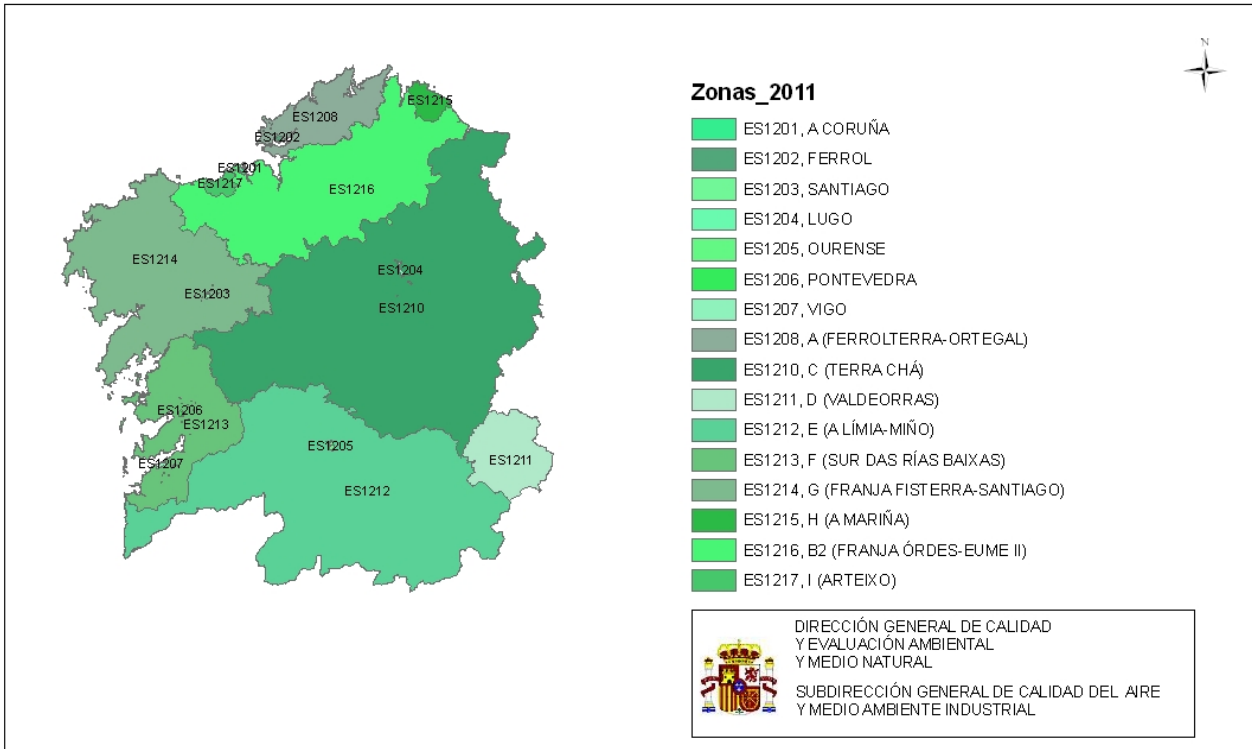 N
ES1215
ES1208
ES1202
ES1201
ES1217
ES1216
ES1214
ES1204
ES1203
ES1210
ES1206
ES1213
ES1205
ES1207
ES1211
ES1212
Zonas_2011
ES1201, A CORUÑA
ES1202, FERROL
ES1203, SANTIAGO
ES1204, LUGO
ES1205, OURENSE
ES1206, PONTEVEDRA
ES1207, VIGO
ES1208, A (FERROLTERRA-ORTEGAL)
ES1210, C (TERRA CHÁ)
ES1211, D (VALDEORRAS)
ES1212, E (A LÍMIA-MIÑO)
ES1213, F (SUR DAS RÍAS BAIXAS)
ES1214, G (FRANJA FISTERRA-SANTIAGO)
ES1215, H (A MARIÑA)
ES1216, B2 (FRANJA ÓRDES-EUME II)
ES1217, I (ARTEIXO)
DIRECCIÓN GENERAL DE CALIDAD
Y EVALUACIÓN AMBIENTAL
Y MEDIO NATURAL
SUBDIRECCIÓN GENERAL DE CALIDAD DEL AIRE
Y MEDIO AMBIENTE INDUSTRIAL